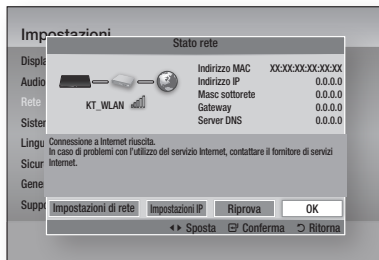 Impostazioni
Stato rete
Displa
Audio
Rete
Sister
Lingu
Sicur
Gene
Suppo
Indirizzo MAC XX:XX:XX:XX:XX:XX
Indirizzo IP 0.0.0.0
Masc sottorete 0.0.0.0
Gateway 0.0.0.0
Server DNS 0.0.0.0
KT_WLAN
Connessione a Internet riuscita.
In caso di problemi con l'utilizzo del servizio Internet, contattare il fornitore di servizi
Internet.
Impostazioni di rete Impostazioni IP Riprova OK
Sposta Conferma Ritorna